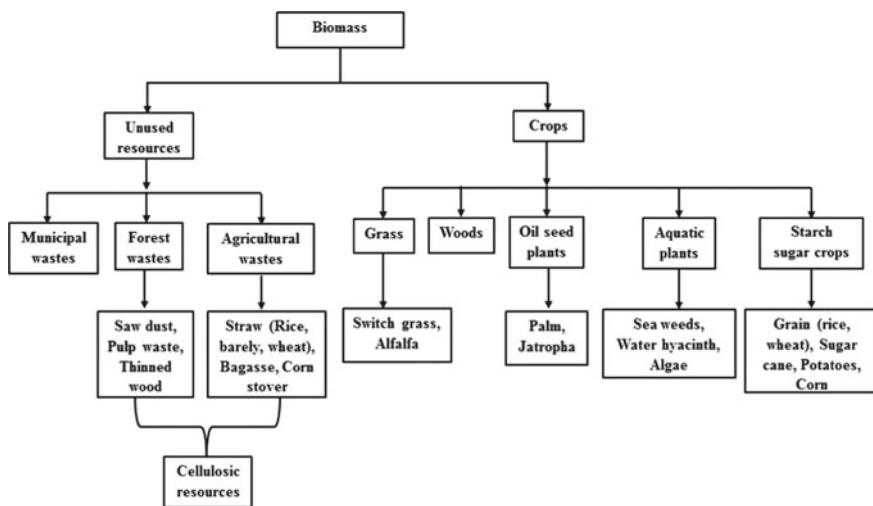 Biomass
Unused
resources
Crops
Municipal
wastes
Forest
wastes
Agricultural
wastes
Grass
Woods
Oil seed
plants
Aquatic
plants
Starch
sugar crops
Saw dust,
Pulp waste,
Thinned
wood
Straw (Rice,
barely, wheat),
Bagasse, Corn
stover
Switch grass,
Alfalfa
Palm,
Jatropha
Sea weeds,
Water hyacinth,
Algae
Grain (rice,
wheat), Sugar
cane, Potatoes,
Corn
Cellulosic
resources